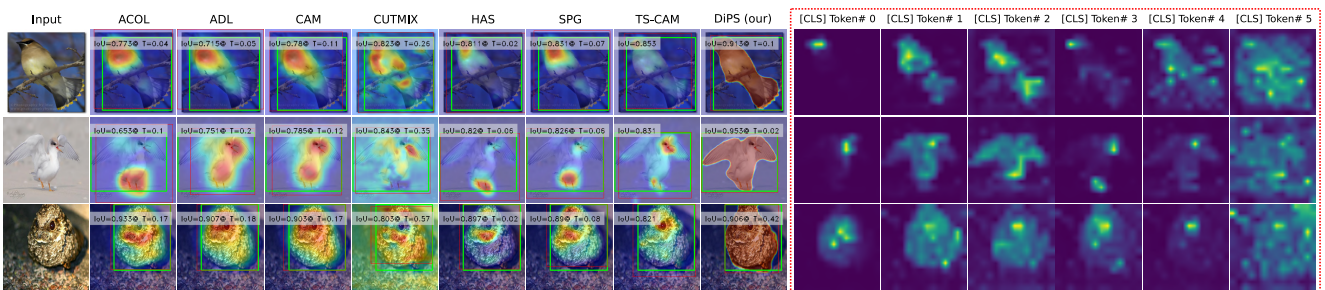 Input ACOL ADL CAM CUTMIX HAS SPG TS-CAM DiPS (our) [CLS] Token# 0 [CLS] Token# 1 [CLS] Token# 2 [CLS] Token# 3 [CLS] Token# 4 [CLS] Token# 5
IoU=0.773@ T=0.04 IoU=0.715@ T=0.05 IoU=0.78@ T=0.11 IoU=0.823@ T=0.26 IoU=0.811@ T=0.02 IoU=0.831@ T=0.07 IoU=0.853 IoU=0.913@ T=0.1
IoU=0.653@ T=0.1 IoU=0.751@ T=0.2 IoU=0.785@ T=0.12 IoU=0.843@ T=0.35 IoU=0.82@ T=0.06 IoU=0.826@ T=0.06 IoU=0.831 IoU=0.953@ T=0.02
IoU=0.933@ T=0.17 IoU=0.907@ T=0.18 IoU=0.903@ T=0.17 IoU=0.803@ T=0.57 IoU=0.897@ T=0.02 IoU=0.89@ T=0.08 IoU=0.821 IoU=0.906@ T=0.42